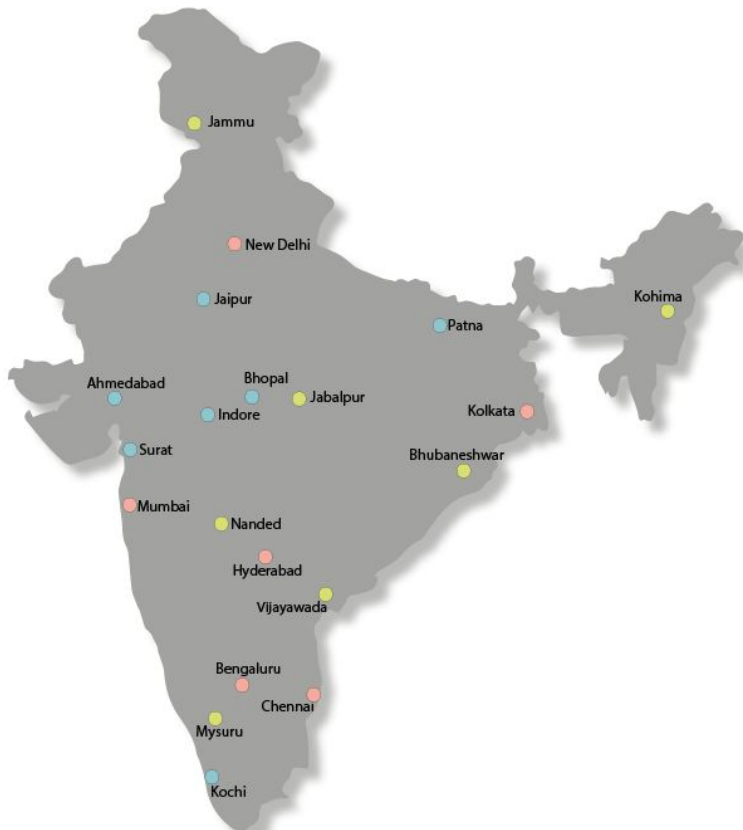 Jammu
New Delhi
Jaipur
Kohima
Patna
Ahmedabad
Bhopal
Jabalpur
Indore
Kolkata
Surat
Bhubaneshwar
Mumbai
Nanded
Hyderabad
Vijayawada
Bengaluru
Chennai
Mysuru
Kochi